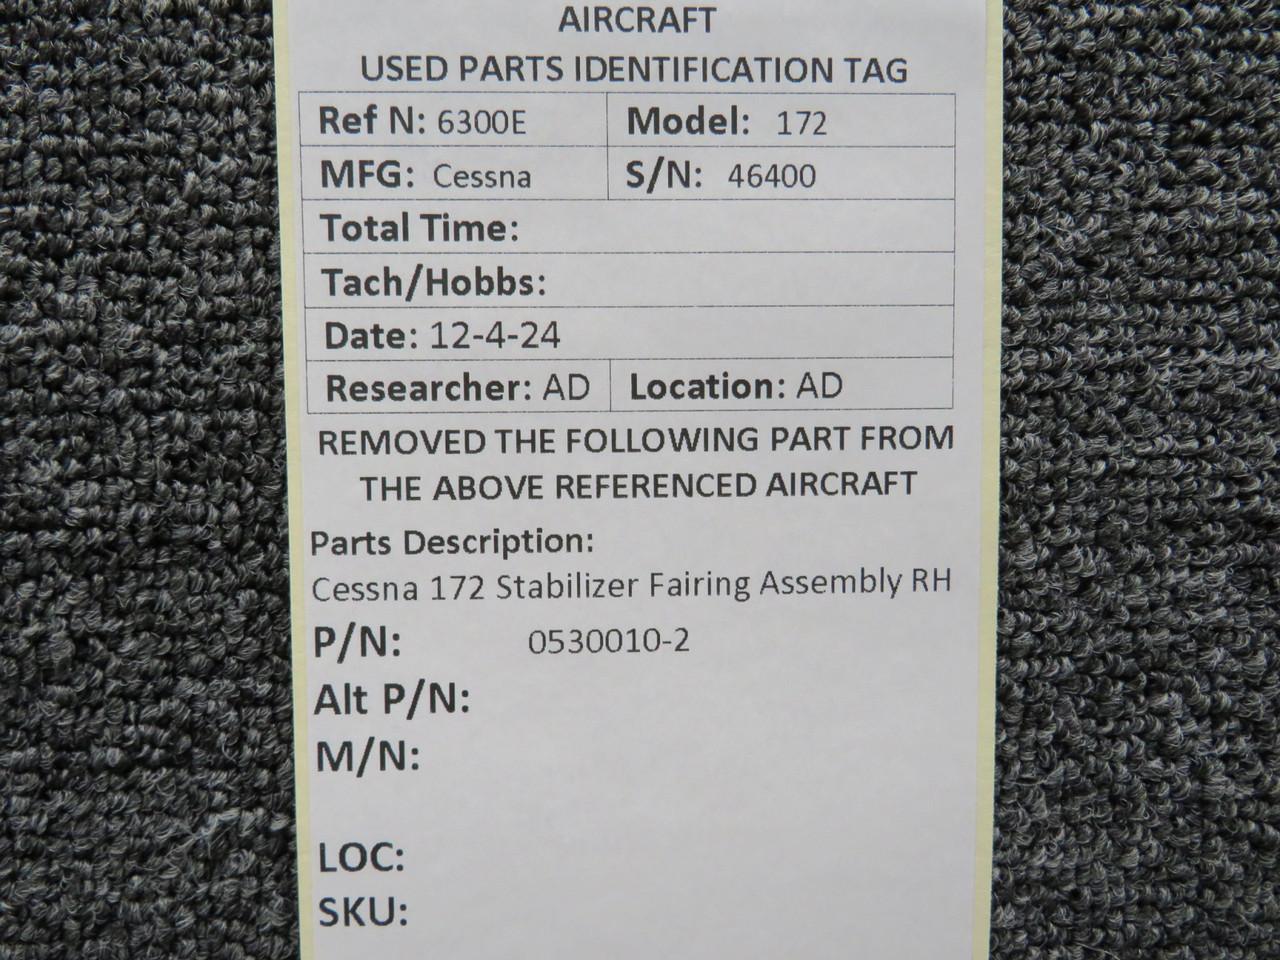 AIRCRAFT
USED PARTS IDENTIFICATION TAG
Ref N: 6300E Model: 172
MFG: Cessna S/N: 46400
Total Time:
Tach/Hobbs:
Date: 12-4-24
Researcher: AD Location: AD
REMOVED THE FOLLOWING PART FROM
THE ABOVE REFERENCED AIRCRAFT
Parts Description:
Cessna 172 Stabilizer Fairing Assembly RH
P/N: 0530010-2
Alt P/N:
M/N:
LOC:
SKU: